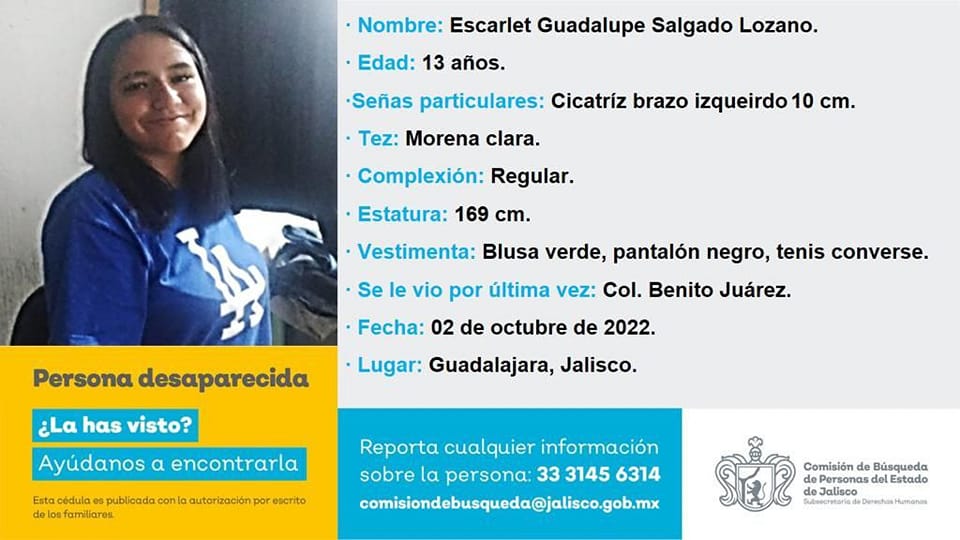 · Nombre: Escarlet Guadalupe Salgado Lozano.
· Edad: 13 años.
·Señas particulares: Cicatríz brazo izqueirdo 10 cm.
· Tez: Morena clara.
· Complexión: Regular.
· Estatura: 169 cm.
· Vestimenta: Blusa verde, pantalón negro, tenis converse.
· Se le vio por última vez: Col. Benito Juárez.
· Fecha: 02 de octubre de 2022.
· Lugar: Guadalajara, Jalisco.
LA
Persona desaparecida
¿La has visto?
Ayúdanos a encontrarla
Esta cédula es publicada con la autorización por escrito
de los familiares.
Reporta cualquier información
sobre la persona: 33 3145 6314
comisiondebusqueda@jalisco.gob.mx
Comisión de Búsqueda
de Personas del Estado
de Jalisco
Subsecretaría de Derechos Humanos